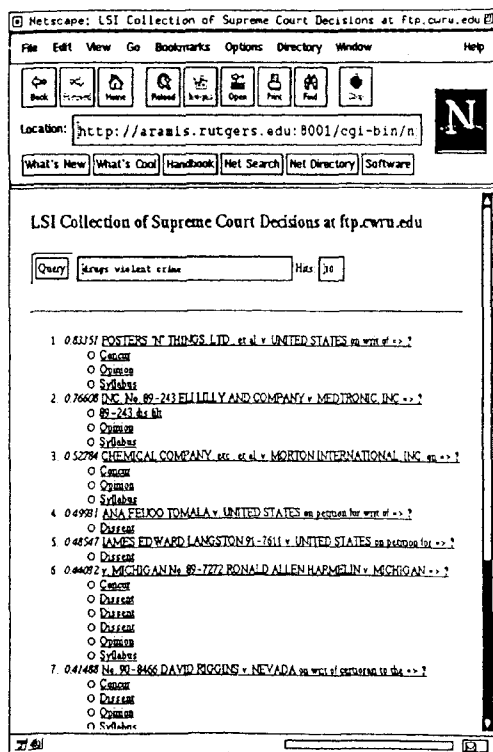 Netscape: LSI Collection of Supreme Court Decisions at ftp.cwru.edu
File Edit View Go Bookmarks Options Directory Window Help
Back Forward Home Reload Images Open Print Find Stop
Location: http://aramis.rutgers.edu:8001/cgi-bin/n
N
What's New! What's Cool Handbook Net Search Net Directory Software
LSI Collection of Supreme Court Decisions at ftp.cwru.edu
Query drugs violent crime Hits: 10
1. 0.83351 POSTERS 'N' THINGS, LTD., et al. v. UNITED STATES on writ of => ?
Concur
Opinion
Syllabus
2. 0.76608 INC. No. 89-243 ELI LILLY AND COMPANY v. MEDTRONIC, INC => ?
89-243.dis.filt
Opinion
Syllabus
3. 0.52784 CHEMICAL COMPANY, etc., et al. v. MORTON INTERNATIONAL, INC. on => ?
Concur
Opinion
Syllabus
4. 0.49931 ANA FEIJOO TOMALA v. UNITED STATES on petition for writ of => ?
Dissent
5. 0.48547 JAMES EDWARD LANGSTON 91-7611 v. UNITED STATES on petition for => ?
Dissent
6. 0.44092 v. MICHIGAN No. 89-7272 RONALD ALLEN HARMELIN v. MICHIGAN => ?
Concur
Dissent
Dissent
Dissent
Opinion
Syllabus
7. 0.41488 No. 90-8466 DAVID RIGGINS v. NEVADA on writ of certiorari to the => ?
Concur
Dissent
Opinion
Syllabus